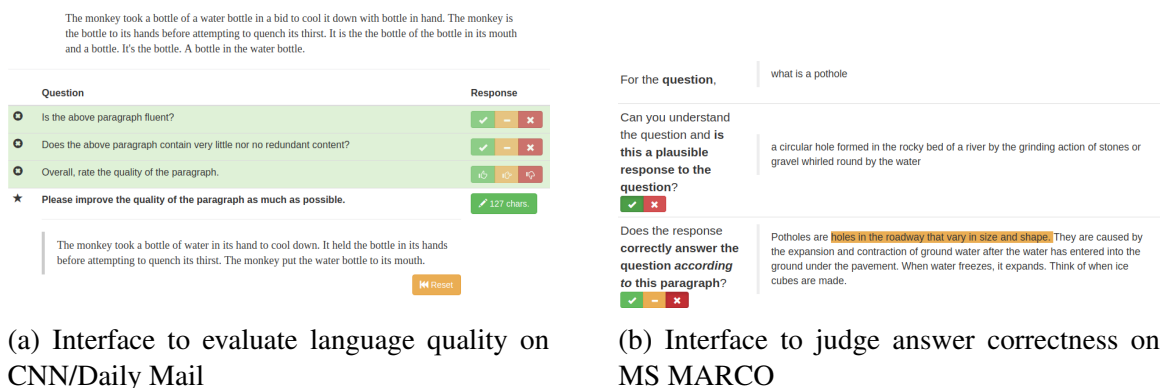 The monkey took a bottle of a water bottle in a bid to cool it down with bottle in hand. The monkey is
the bottle to its hands before attempting to quench its thirst. It is the the bottle of the bottle in its mouth
and a bottle. It's the bottle. A bottle in the water bottle.
Question Response
Is the above paragraph fluent?
Does the above paragraph contain very little nor no redundant content?
Overall, rate the quality of the paragraph.
Please improve the quality of the paragraph as much as possible. 127 chars.
The monkey took a bottle of water in its hand to cool down. It held the bottle in its hands
before attempting to quench its thirst. The monkey put the water bottle to its mouth.
Reset
(a) Interface to evaluate language quality on
CNN/Daily Mail
For the question,
what is a pothole
Can you understand
the question and is
this a plausible
response to the
question?
a circular hole formed in the rocky bed of a river by the grinding action of stones or
gravel whirled round by the water
Does the response
correctly answer the
question according
to this paragraph?
Potholes are holes in the roadway that vary in size and shape. They are caused by
the expansion and contraction of ground water after the water has entered into the
ground under the pavement. When water freezes, it expands. Think of when ice
cubes are made.
(b) Interface to judge answer correctness on
MS MARCO